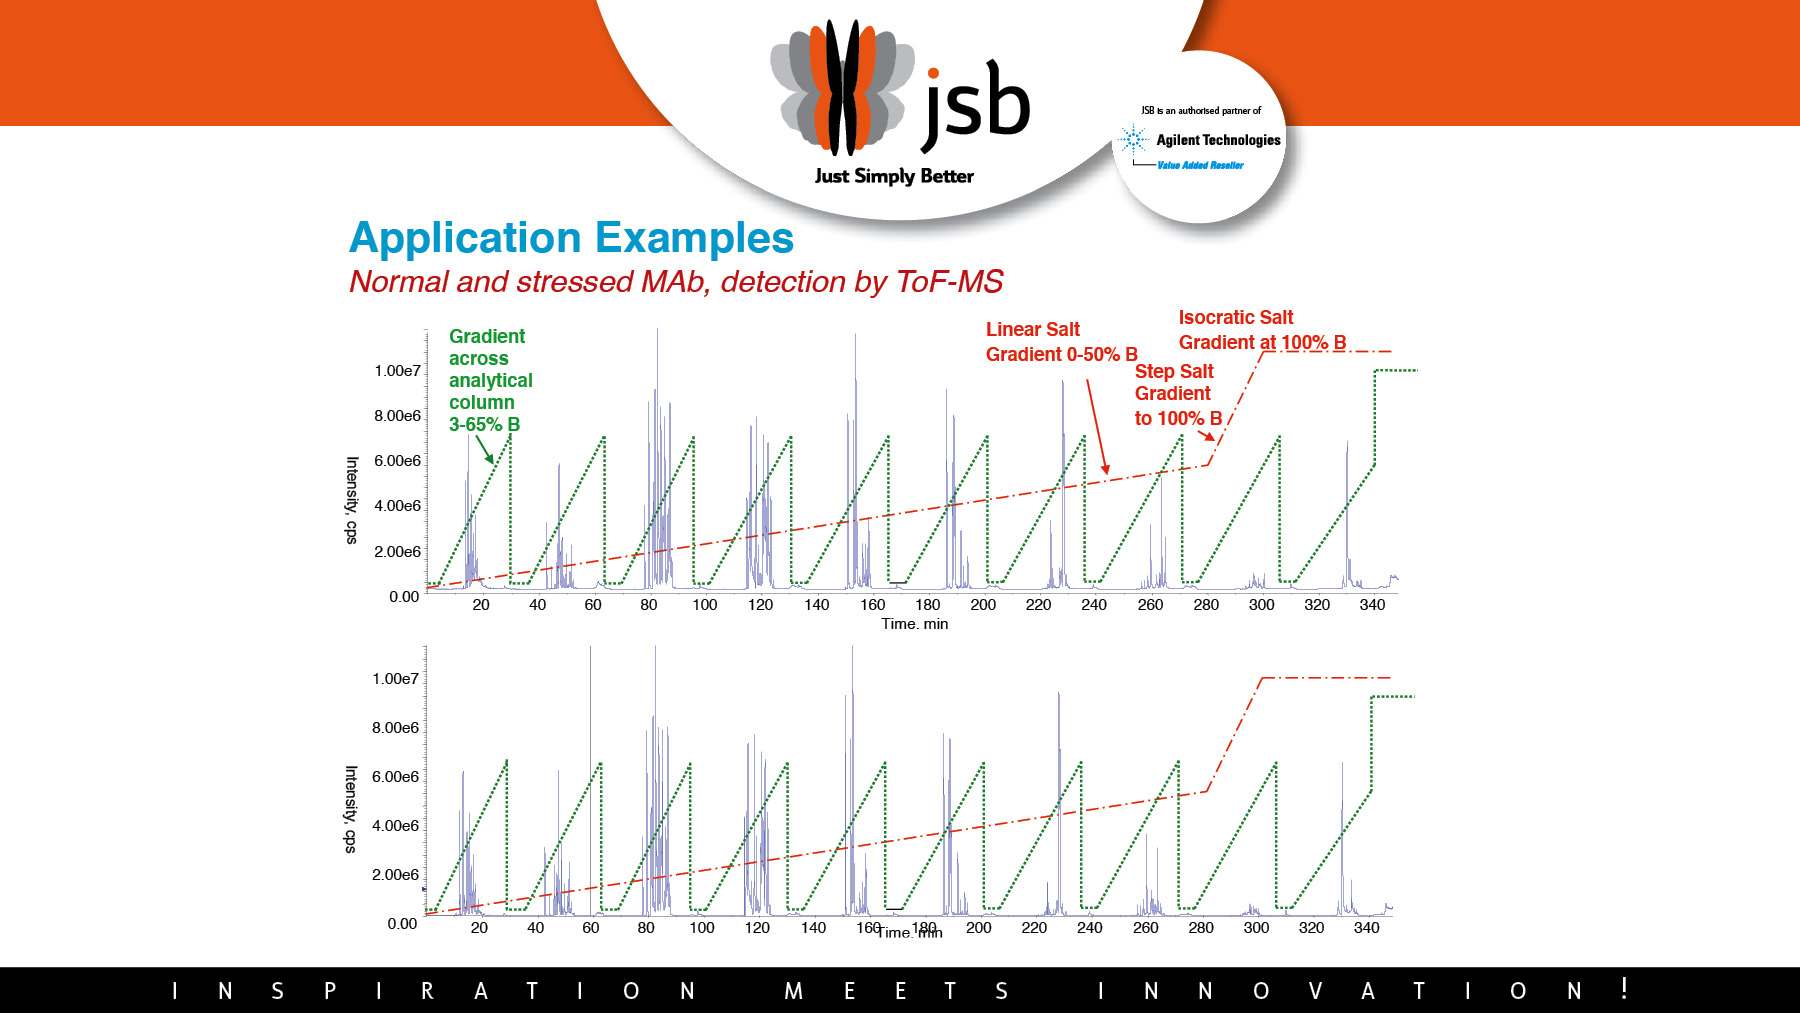 jsb
Just Simply Better
JSB is an authorised partner of
Agilent Technologies
Value Added Reseller
Application Examples
Normal and stressed MAb, detection by ToF-MS
Gradient
across
analytical
column
3-65% B
Linear Salt
Gradient 0-50% B
Isocratic Salt
Gradient at 100% B
Step Salt
Gradient
to 100% B
Intensity, cps
1.00e7
8.00e6
6.00e6
4.00e6
2.00e6
0.00
20 40 60 80 100 120 140 160 180 200 220 240 260 280 300 320 340
Time. min
Intensity, cps
1.00e7
8.00e6
6.00e6
4.00e6
2.00e6
0.00
20 40 60 80 100 120 140 160 180 200 220 240 260 280 300 320 340
Time. min
INSPIRATION MEETS INNOVATION!